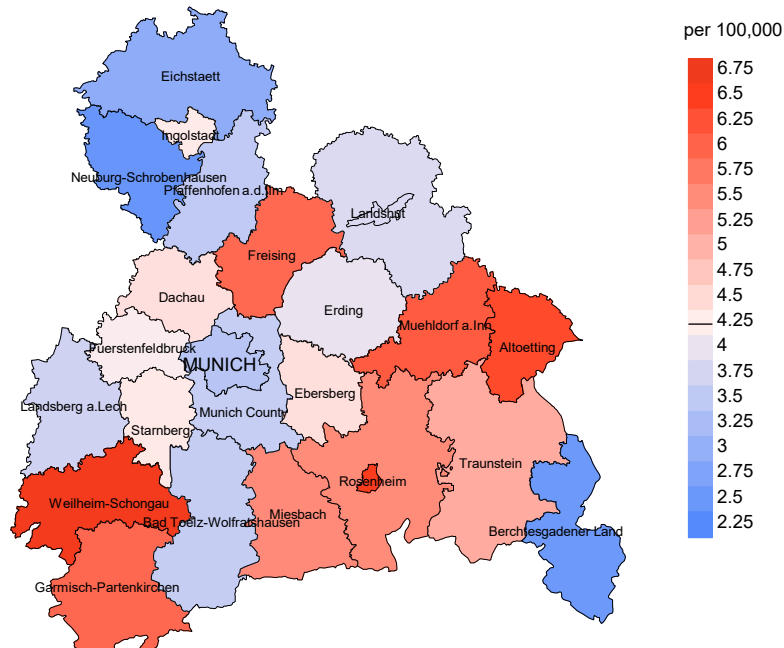 per 100,000
6.75
6.5
6.25
6
5.75
5.5
5.25
5
4.75
4.5
4.25
4
3.75
3.5
3.25
3
2.75
2.5
2.25
Eichstaett
Ingolstadt
Neuburg-Schrobenhausen
Pfaffenhofen a.d.Ilm
Landshut
Freising
Dachau
Erding
Muehldorf a.Inn
Altoetting
Fuerstenfeldbruck
MUNICH
Ebersberg
Landsberg a.Lech
Munich County
Starnberg
Traunstein
Rosenheim
Weilheim-Schongau
Miesbach
Bad Toelz-Wolfratshausen
Berchtesgadener Land
Garmisch-Partenkirchen